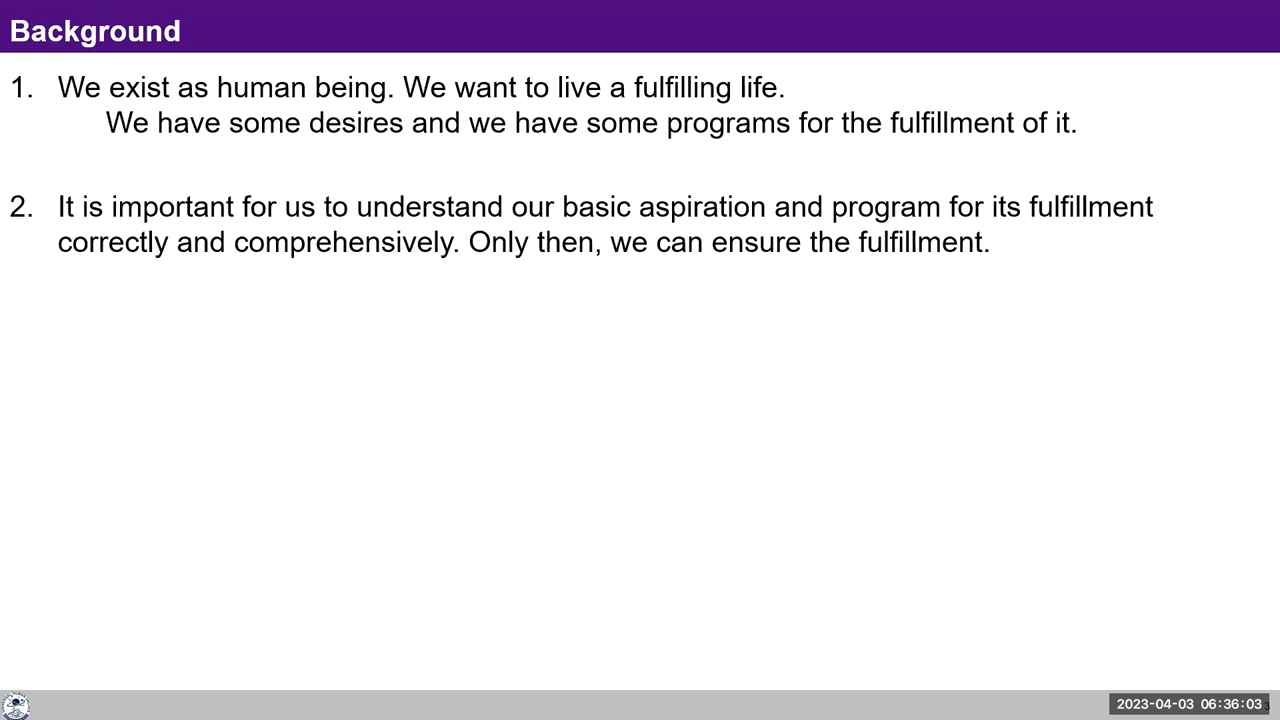 Background
1. We exist as human being. We want to live a fulfilling life.
We have some desires and we have some programs for the fulfillment of it.
2. It is important for us to understand our basic aspiration and program for its fulfillment
correctly and comprehensively. Only then, we can ensure the fulfillment.
2023-04-03 06:36:03
3